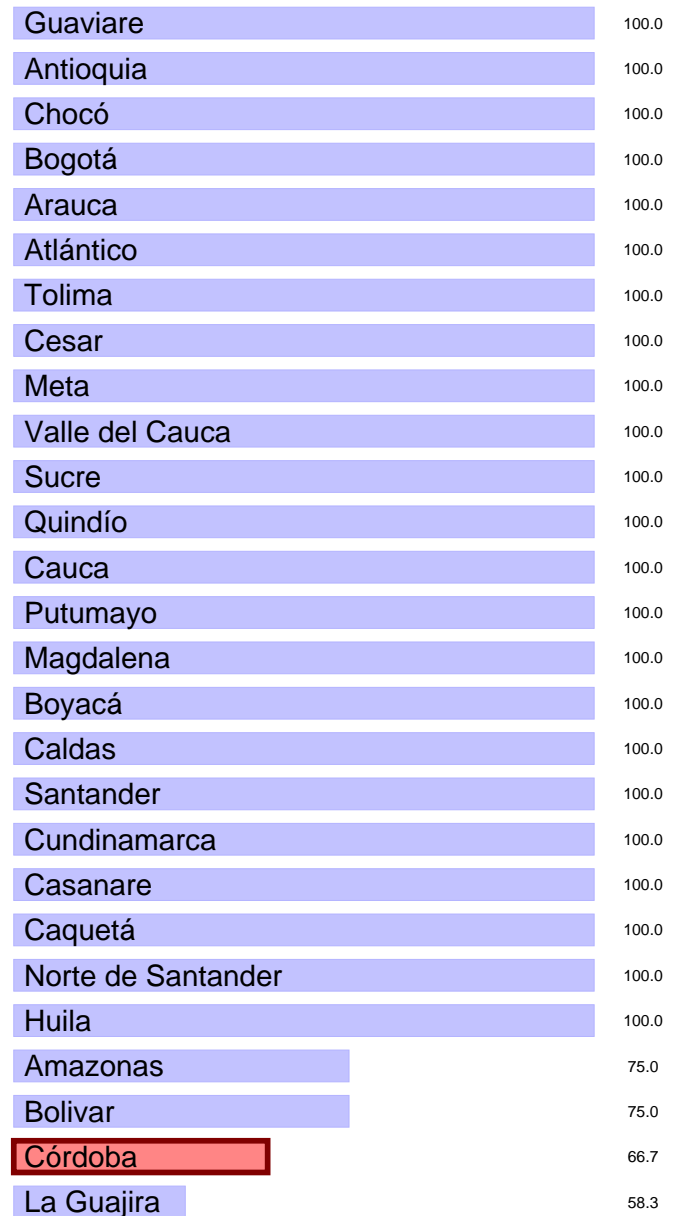 Guaviare 100.0
Antioquia 100.0
Chocó 100.0
Bogotá 100.0
Arauca 100.0
Atlántico 100.0
Tolima 100.0
Cesar 100.0
Meta 100.0
Valle del Cauca 100.0
Sucre 100.0
Quindío 100.0
Cauca 100.0
Putumayo 100.0
Magdalena 100.0
Boyacá 100.0
Caldas 100.0
Santander 100.0
Cundinamarca 100.0
Casanare 100.0
Caquetá 100.0
Norte de Santander 100.0
Huila 100.0
Amazonas 75.0
Bolivar 75.0
Córdoba 66.7
La Guajira 58.3